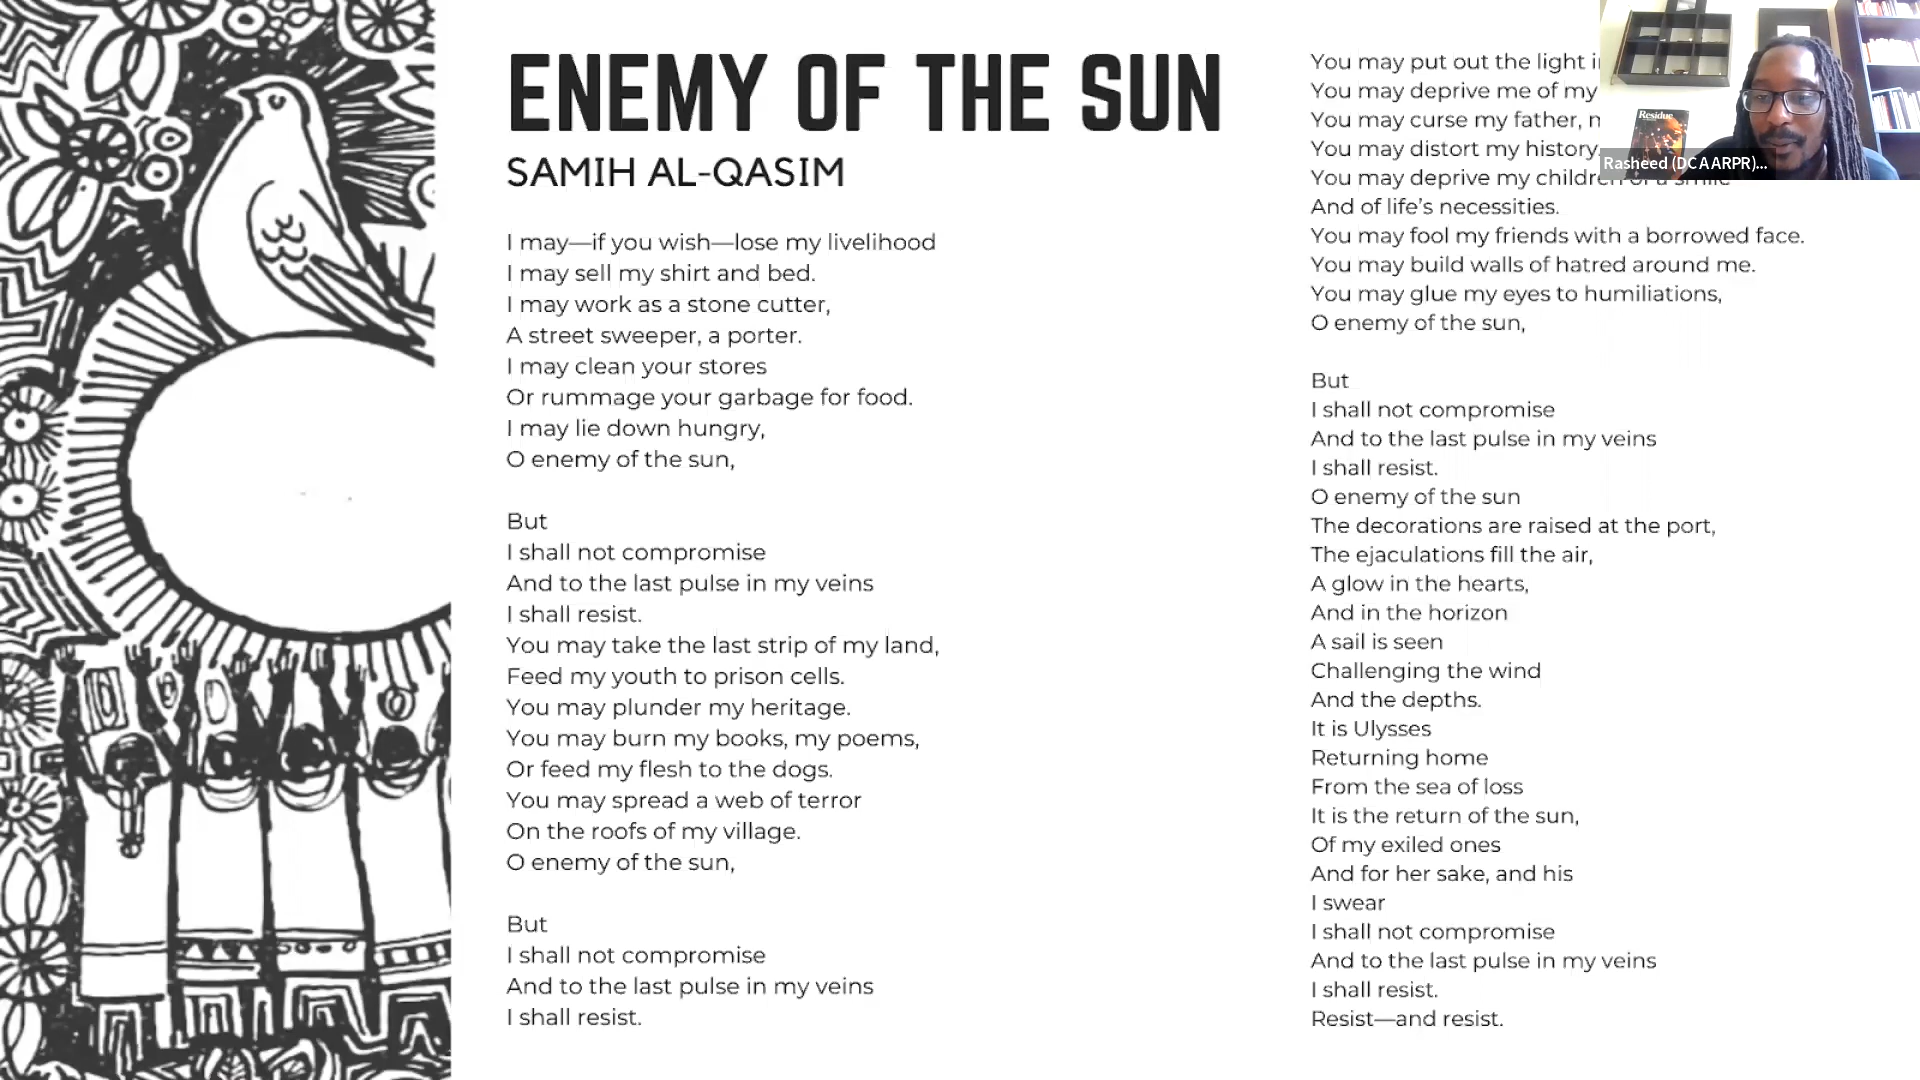 ENEMY OF THE SUN
SAMIH AL-QASIM
I may—if you wish—lose my livelihood
I may sell my shirt and bed.
I may work as a stone cutter,
A street sweeper, a porter.
I may clean your stores
Or rummage your garbage for food.
I may lie down hungry,
O enemy of the sun,
But
I shall not compromise
And to the last pulse in my veins
I shall resist.
You may take the last strip of my land,
Feed my youth to prison cells.
You may plunder my heritage.
You may burn my books, my poems,
Or feed my flesh to the dogs.
You may spread a web of terror
On the roofs of my village.
O enemy of the sun,
But
I shall not compromise
And to the last pulse in my veins
I shall resist.
You may put out the light
You may deprive me of my
You may curse my father,
You may distort my history,
You may deprive my children of a smile
And of life's necessities.
You may fool my friends with a borrowed face.
You may build walls of hatred around me.
You may glue my eyes to humiliations,
O enemy of the sun,
But
I shall not compromise
And to the last pulse in my veins
I shall resist.
O enemy of the sun
The decorations are raised at the port,
The ejaculations fill the air,
A glow in the hearts,
And in the horizon
A sail is seen
Challenging the wind
And the depths.
It is Ulysses
Returning home
From the sea of loss
It is the return of the sun,
Of my exiled ones
And for her sake, and his
I swear
I shall not compromise
And to the last pulse in my veins
I shall resist.
Resist—and resist.
Residue
Rasheed (DCAARPR)...